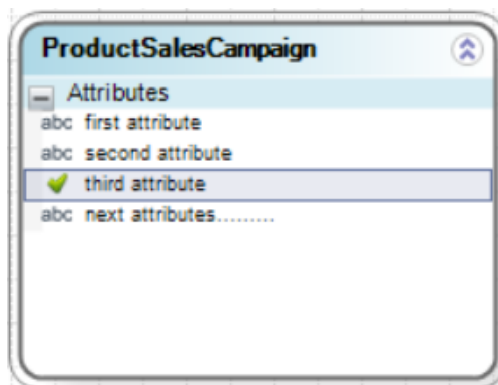 ProductSalesCampaign
Attributes
abc first attribute
abc second attribute
third attribute
abc next attributes.........